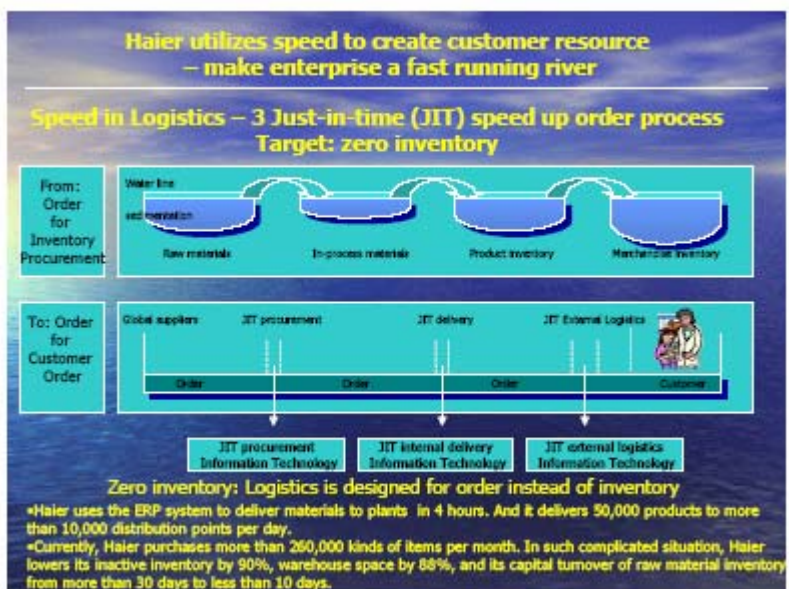 Haier utilizes speed to create customer resource
– make enterprise a fast running river
Speed in Logistics – 3 Just-in-time (JIT) speed up order process
Target: zero inventory
From:
Order
for
Inventory
Procurement
Water line
sedimentation
Raw materials
In-process materials
Product inventory
Merchandise inventory
To: Order
for
Customer
Order
Global suppliers
JIT procurement
JIT delivery
JIT External Logistics
Order
Order
Order
Customer
JIT procurement
Information Technology
JIT internal delivery
Information Technology
JIT external logistics
Information Technology
Zero inventory: Logistics is designed for order instead of inventory
•Haier uses the ERP system to deliver materials to plants in 4 hours. And it delivers 50,000 products to more
than 10,000 distribution points per day.
•Currently, Haier purchases more than 260,000 kinds of items per month. In such complicated situation, Haier
lowers its inactive inventory by 90%, warehouse space by 88%, and its capital turnover of raw material inventory
from more than 30 days to less than 10 days.